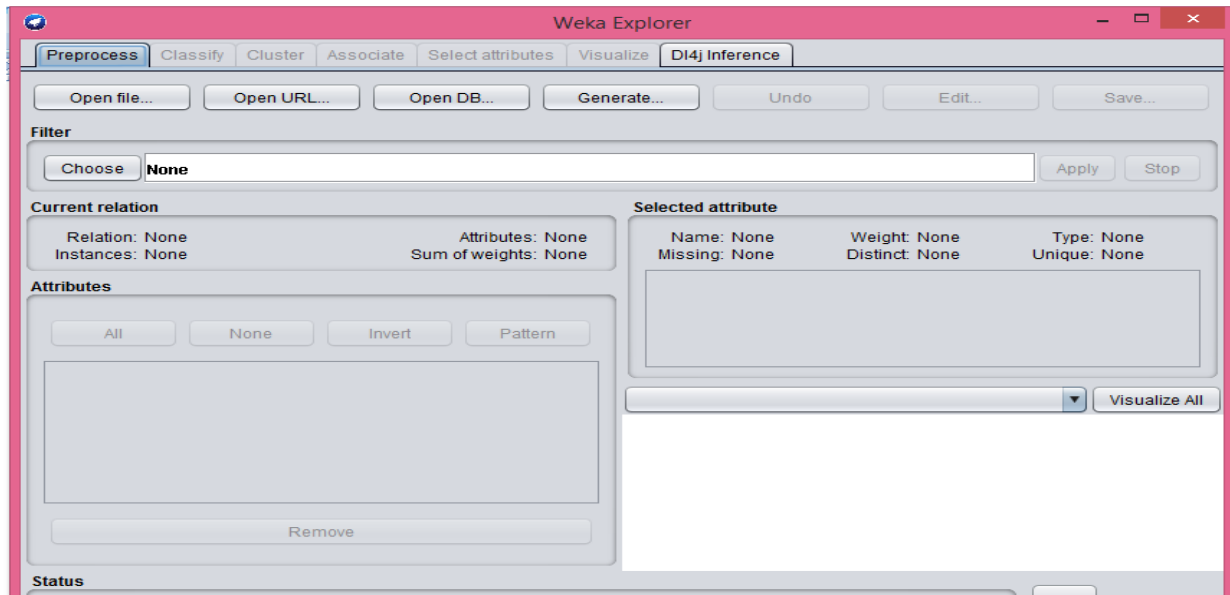 Weka Explorer
Preprocess Classify Cluster Associate Select attributes Visualize Dl4j Inference
Open file... Open URL... Open DB... Generate... Undo Edit... Save...
Filter
Choose None Apply Stop
Current relation
Relation: None Attributes: None
Instances: None Sum of weights: None
Selected attribute
Name: None Weight: None Type: None
Missing: None Distinct: None Unique: None
Attributes
All None Invert Pattern
Visualize All
Remove
Status